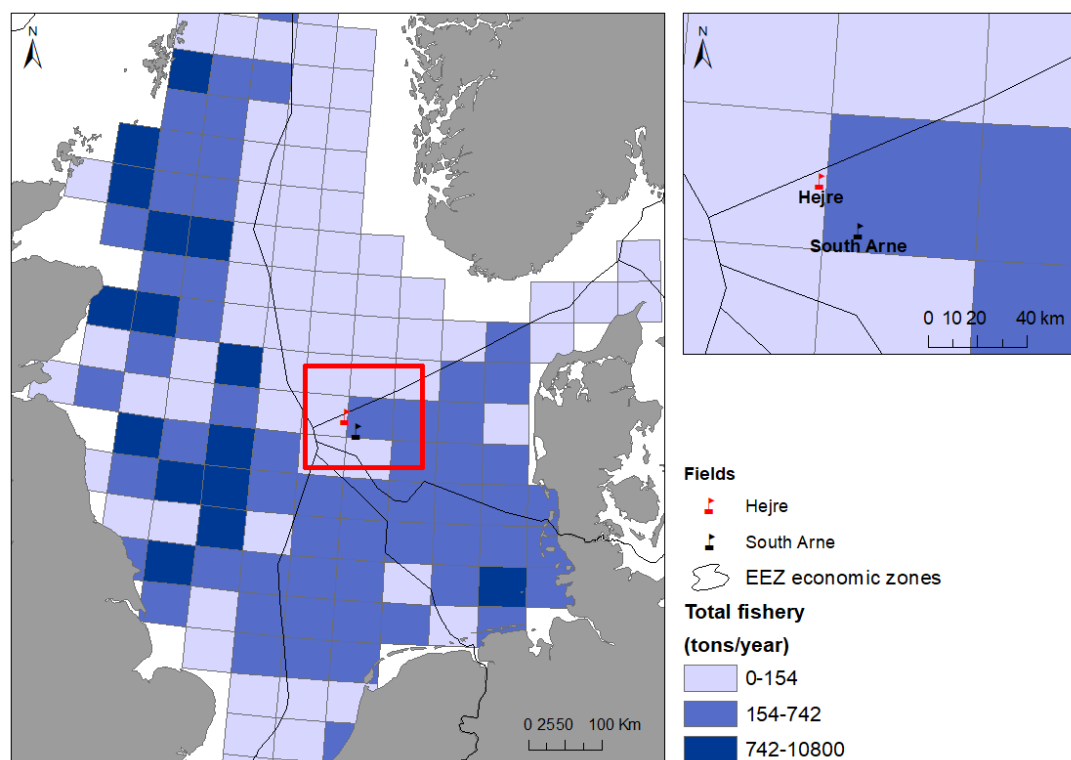 N
0 2550 100 Km
N
Hejre
South Arne
0 10 20 40 km
Fields
Hejre
South Arne
EEZ economic zones
Total fishery
(tons/year)
0-154
154-742
742-10800